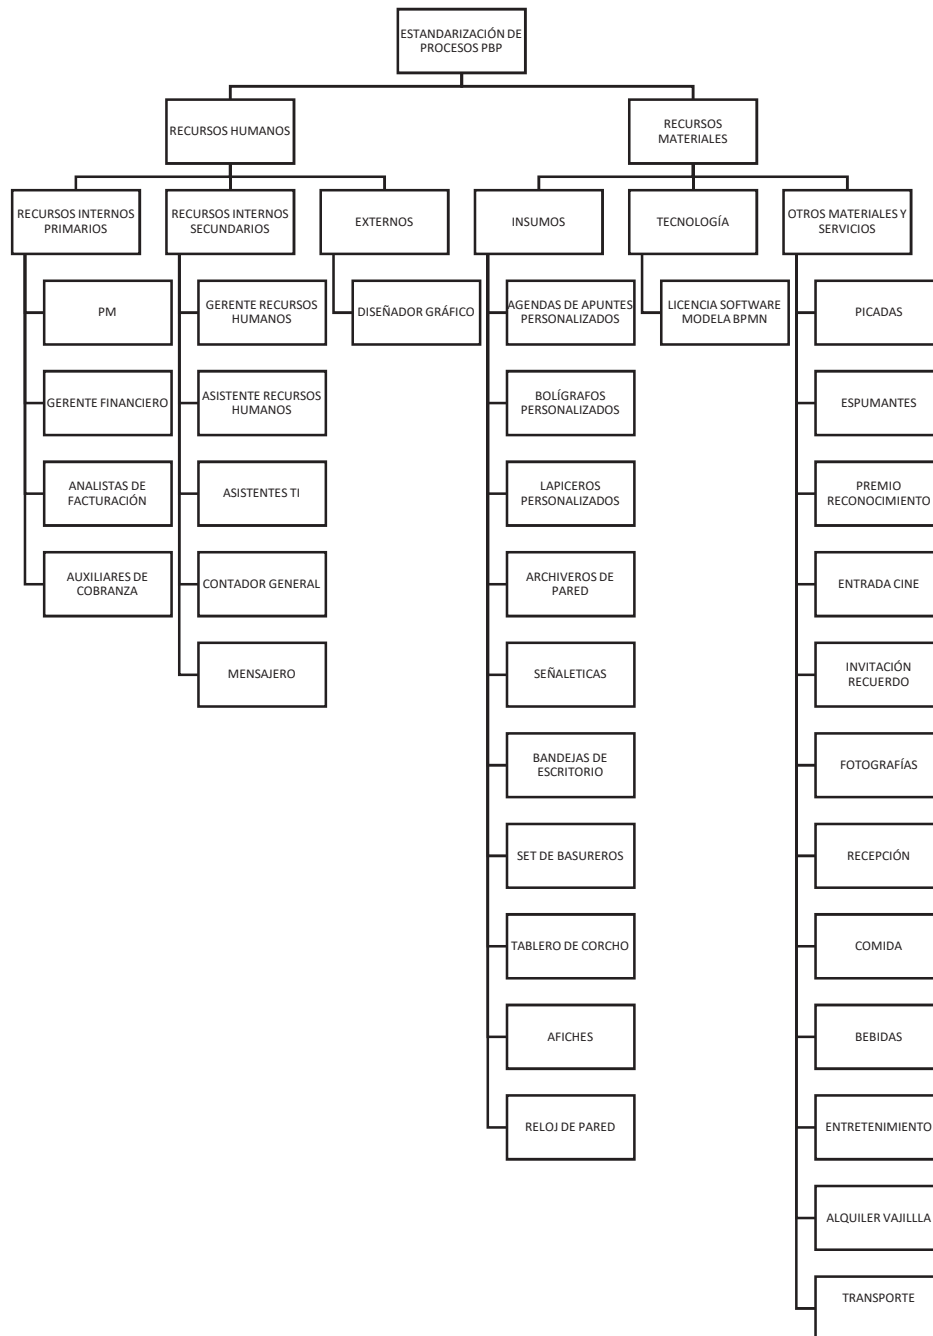 ESTANDARIZACIÓN DE
PROCESOS PBP
RECURSOS HUMANOS
RECURSOS
MATERIALES
RECURSOS INTERNOS
PRIMARIOS
RECURSOS INTERNOS
SECUNDARIOS
EXTERNOS
INSUMOS
TECNOLOGÍA
OTROS MATERIALES Y
SERVICIOS
PM
GERENTE FINANCIERO
ANALISTAS DE
FACTURACIÓN
AUXILIARES DE
COBRANZA
GERENTE RECURSOS
HUMANOS
ASISTENTE RECURSOS
HUMANOS
ASISTENTES TI
CONTADOR GENERAL
MENSAJERO
DISEÑADOR GRÁFICO
AGENDAS DE APUNTES
PERSONALIZADOS
BOLÍGRAFOS
PERSONALIZADOS
LAPICEROS
PERSONALIZADOS
ARCHIVEROS DE
PARED
SEÑALETICAS
BANDEJAS DE
ESCRITORIO
SET DE BASUREROS
TABLERO DE CORCHO
AFICHES
RELOJ DE PARED
LICENCIA SOFTWARE
MODELA BPMN
PICADAS
ESPUMANTES
PREMIO
RECONOCIMIENTO
ENTRADA CINE
INVITACIÓN
RECUERDO
FOTOGRAFÍAS
RECEPCIÓN
COMIDA
BEBIDAS
ENTRETENIMIENTO
ALQUILER VAJILLLA
TRANSPORTE